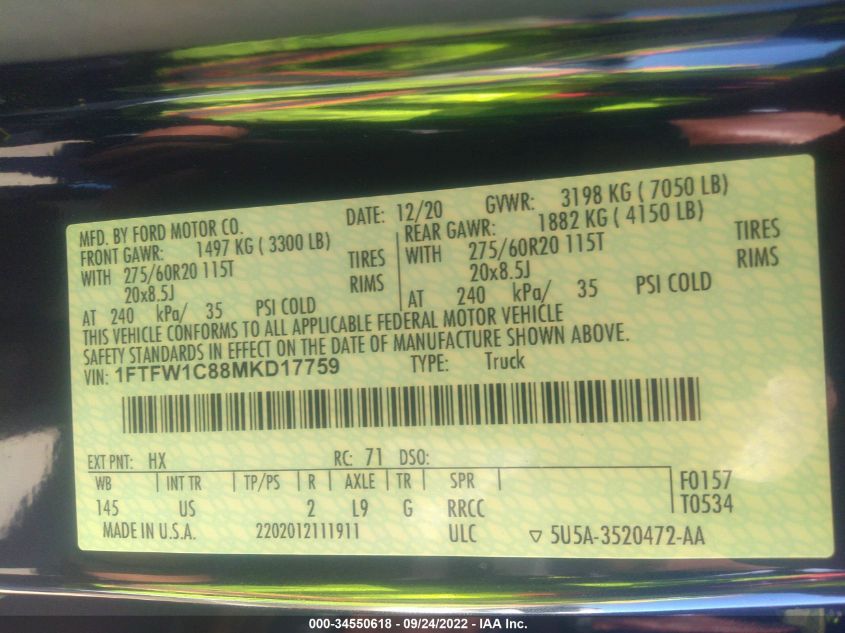 MFD. BY FORD MOTOR CO. DATE: 12/20 GVWR: 3198 KG ( 7050 LB)
FRONT GAWR: 1497 KG ( 3300 LB) REAR GAWR: 1882 KG ( 4150 LB)
WITH 275/60R20 115T TIRES WITH 275/60R20 115T TIRES
20x8.5J RIMS 20x8.5J RIMS
AT 240 kPa/ 35 PSI COLD AT 240 kPa/ 35 PSI COLD
THIS VEHICLE CONFORMS TO ALL APPLICABLE FEDERAL MOTOR VEHICLE
SAFETY STANDARDS IN EFFECT ON THE DATE OF MANUFACTURE SHOWN ABOVE.
VIN: 1FTFW1C88MKD17759 TYPE: Truck
EXT PNT: HX RC: 71 DSO:
WB INT TR TP/PS R AXLE TR SPR F0157
145 US 2 L9 G RRCC T0534
MADE IN U.S.A. 2202012111911 ULC ▽ 5U5A-3520472-AA
000-34550618 - 09/24/2022 - IAA Inc.